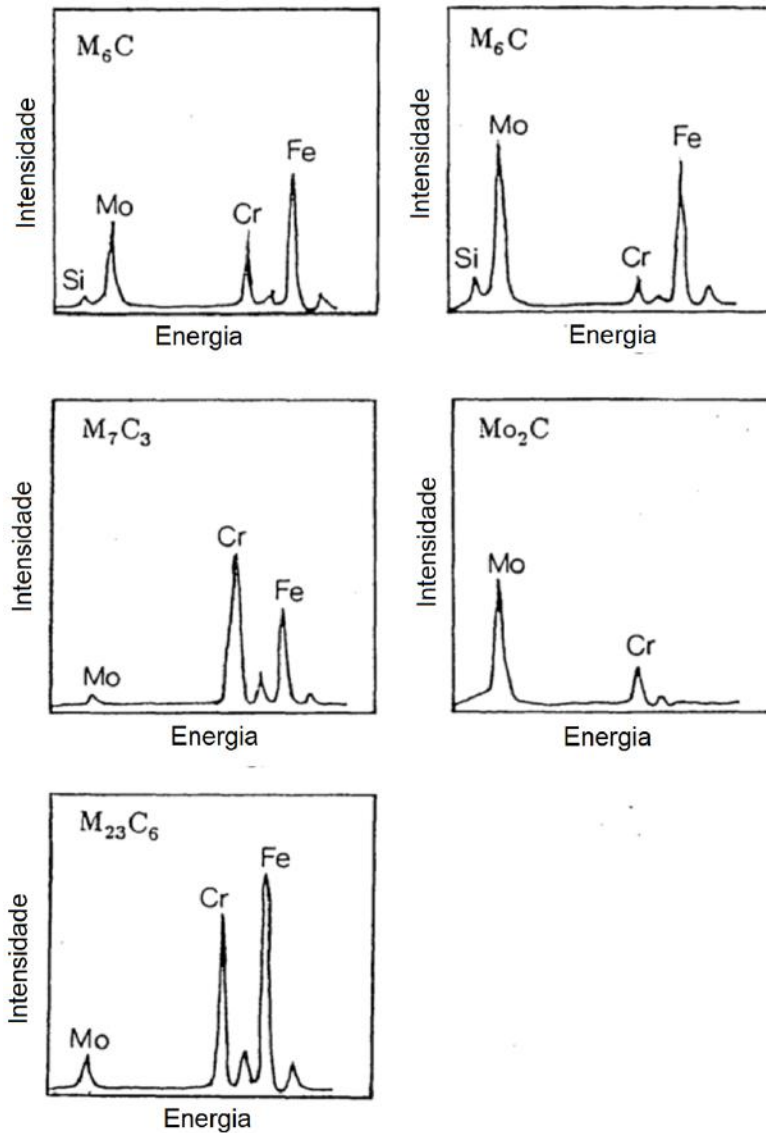 M₆C
Intensidade
Fe
Mo
Cr
Si
Energia
M₆C
Intensidade
Mo
Fe
Si
Cr
Energia
M₇C₃
Intensidade
Cr
Fe
Mo
Energia
Mo₂C
Intensidade
Mo
Cr
Energia
M₂₃C₆
Intensidade
Fe
Cr
Mo
Energia